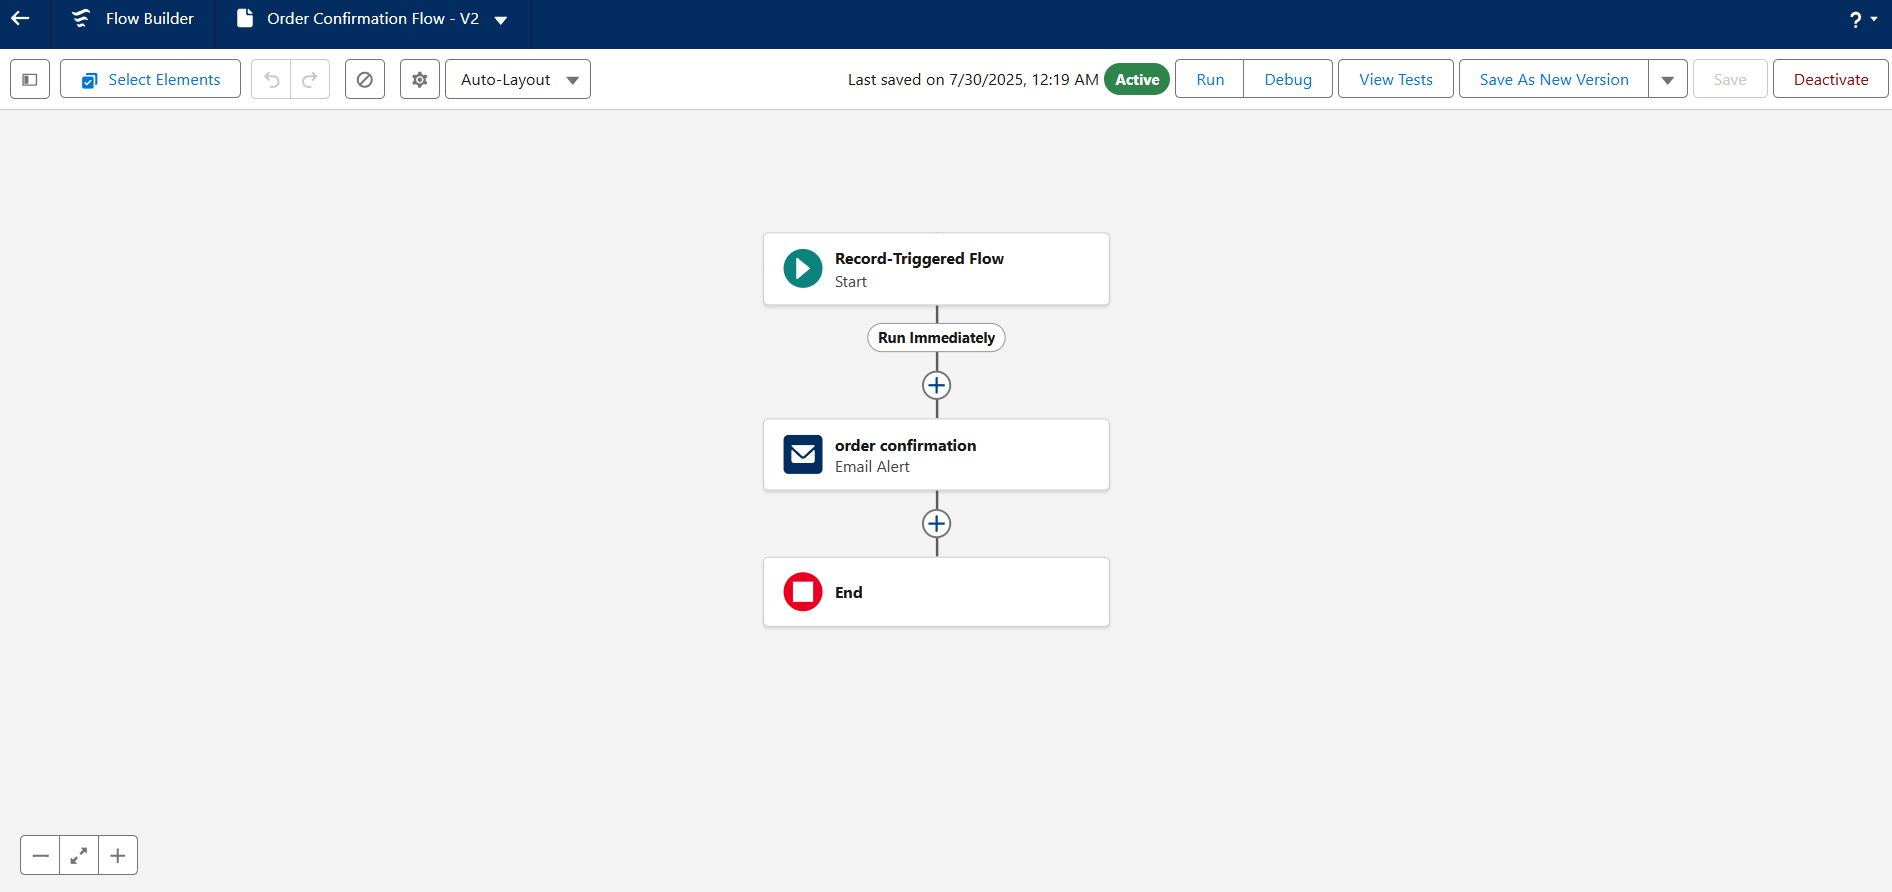 Flow Builder
Order Confirmation Flow - V2
?
Select Elements
Auto-Layout
Last saved on 7/30/2025, 12:19 AM
Active
Run
Debug
View Tests
Save As New Version
Save
Deactivate
Record-Triggered Flow
Start
Run Immediately
order confirmation
Email Alert
End